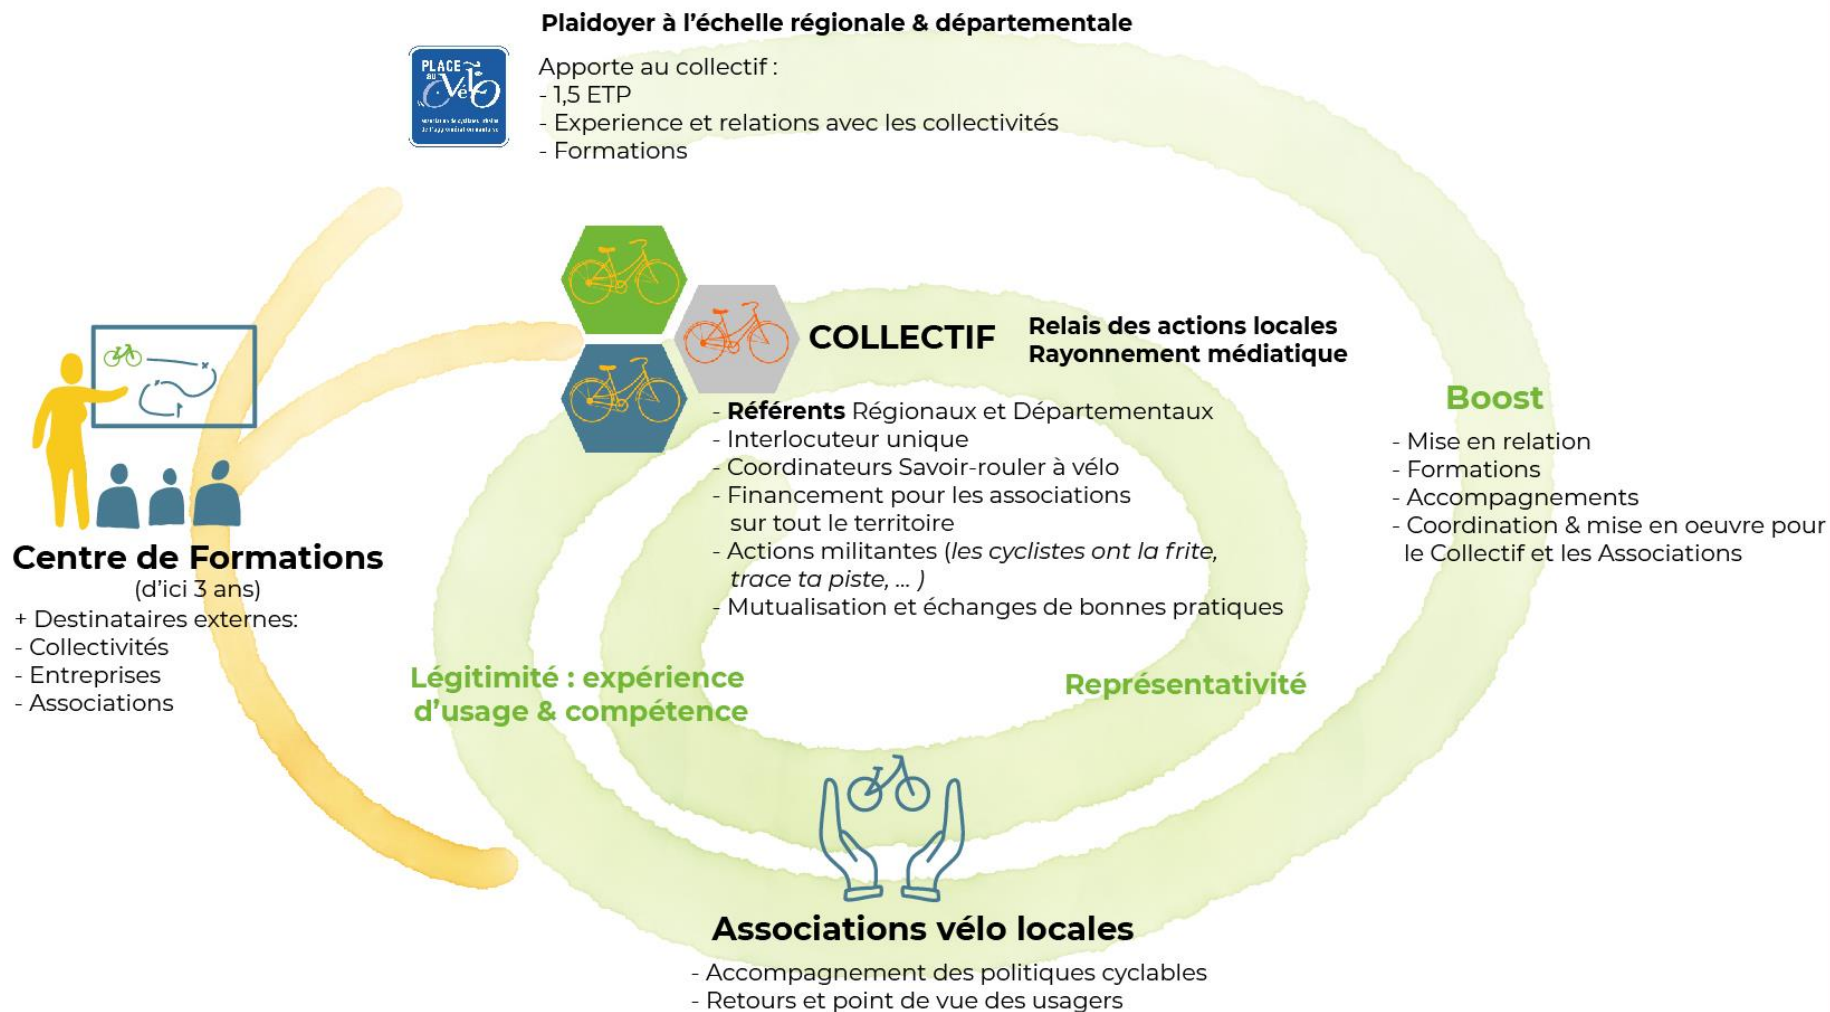 Plaidoyer à l’échelle régionale & départementale
PLACE
au
Vélo
Apporte au collectif :
- 1,5 ETP
- Experience et relations avec les collectivités
- Formations
COLLECTIF
Relais des actions locales
Rayonnement médiatique
- Référents Régionaux et Départementaux
- Interlocuteur unique
- Coordinateurs Savoir-rouler à vélo
- Financement pour les associations
sur tout le territoire
- Actions militantes (les cyclistes ont la frite,
trace ta piste, ... )
- Mutualisation et échanges de bonnes pratiques
Boost
- Mise en relation
- Formations
- Accompagnements
- Coordination & mise en oeuvre pour
le Collectif et les Associations
Centre de Formations
(d’ici 3 ans)
+ Destinataires externes:
- Collectivités
- Entreprises
- Associations
Légitimité : expérience
d’usage & compétence
Représentativité
Associations vélo locales
- Accompagnement des politiques cyclables
- Retours et point de vue des usagers